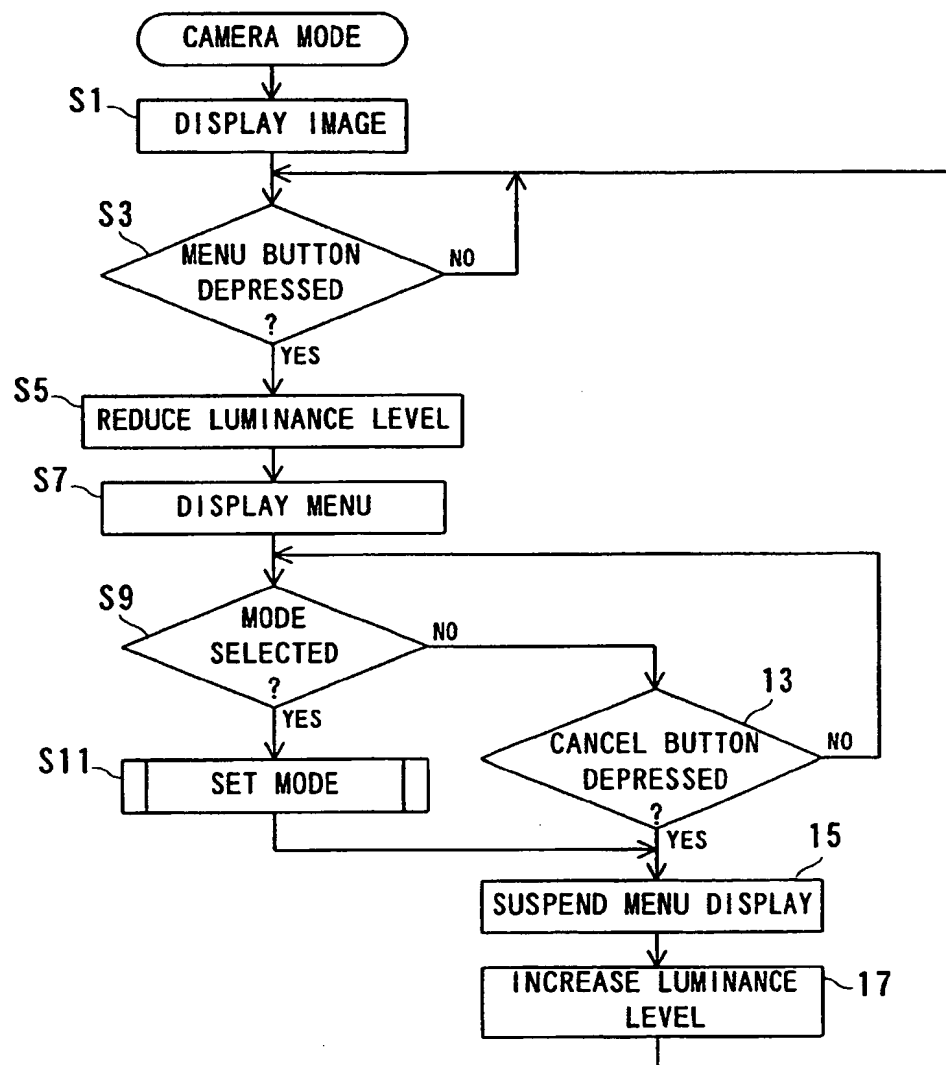 CAMERA MODE
S1
DISPLAY IMAGE
S3
MENU BUTTON
DEPRESSED
?
NO
YES
S5
REDUCE LUMINANCE LEVEL
S7
DISPLAY MENU
S9
MODE
SELECTED
?
NO
YES
13
CANCEL BUTTON
DEPRESSED
?
NO
YES
S11
SET MODE
15
SUSPEND MENU DISPLAY
INCREASE LUMINANCE
LEVEL
17